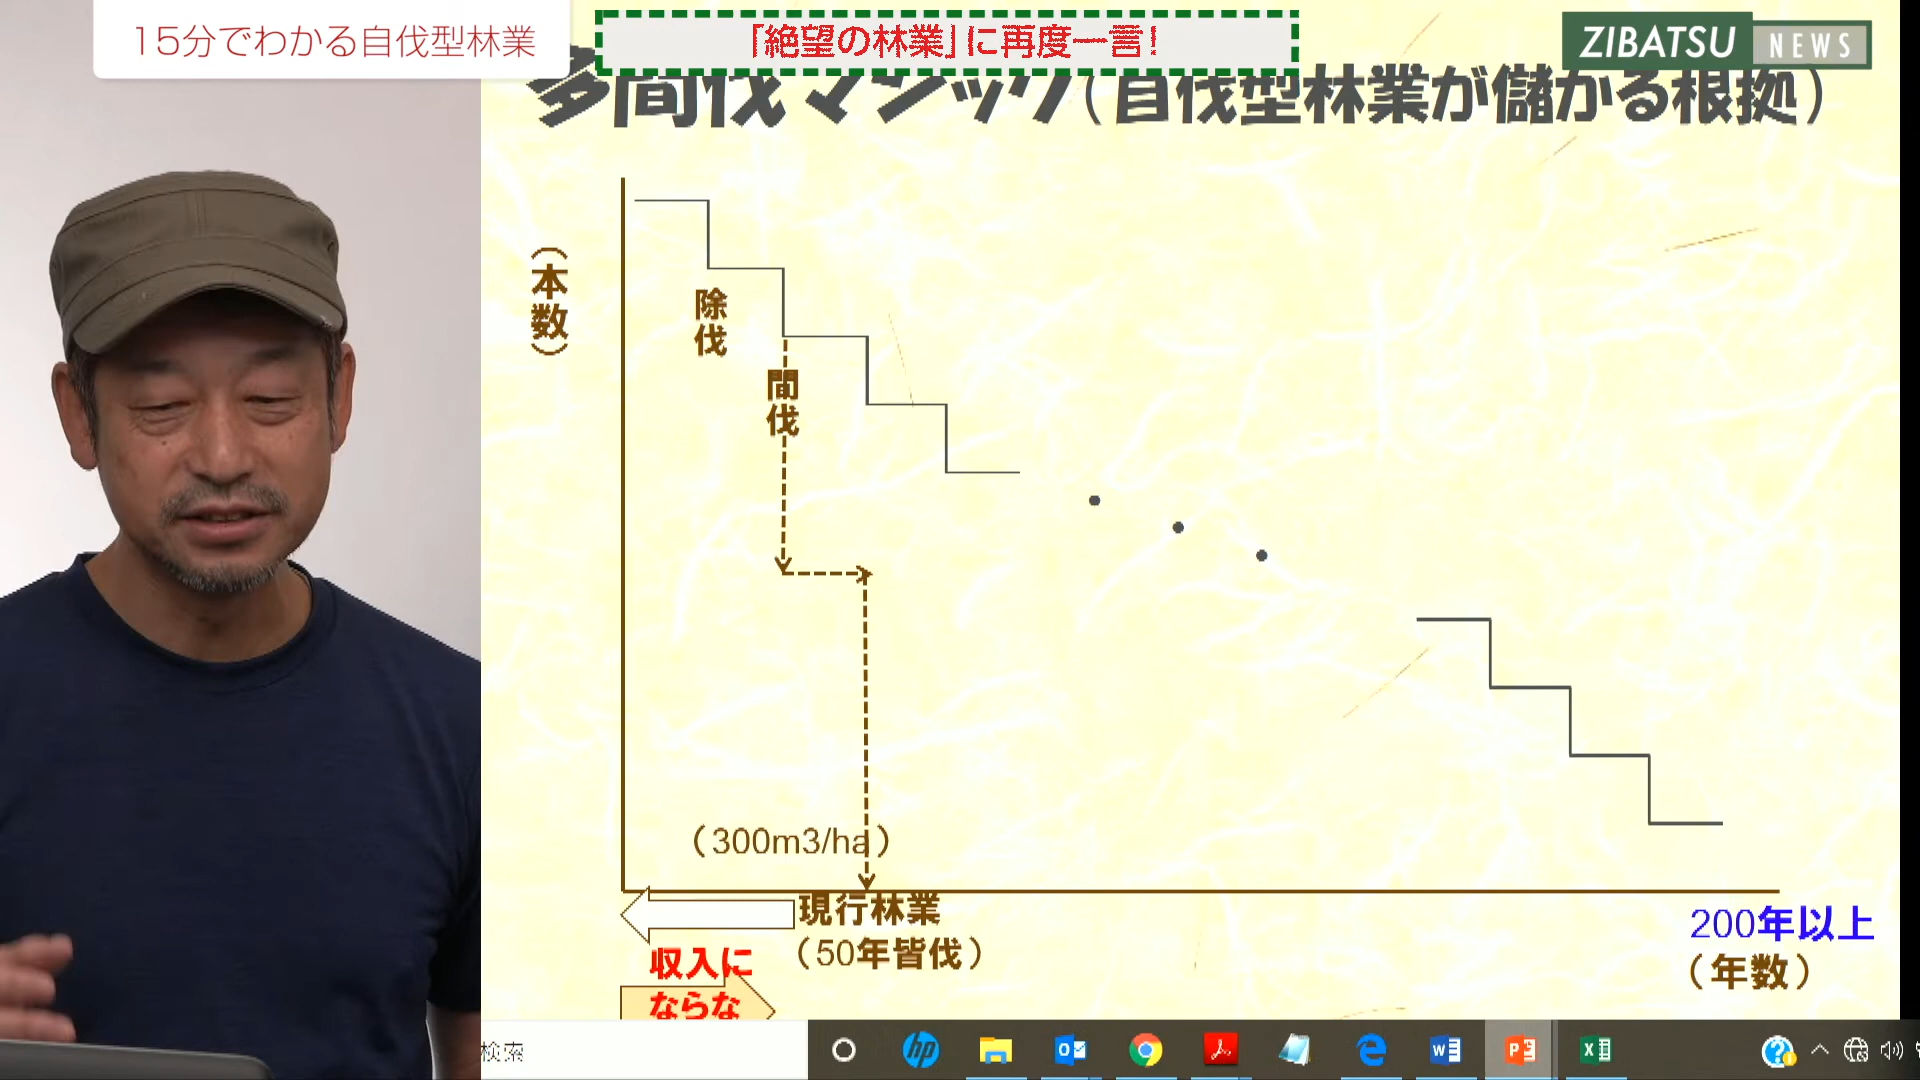 15分でわかる自伐型林業
「絶望の林業」に再度一言！
ZIBATSU NEWS
多間伐マジック（自伐型林業が儲かる根拠）
（本数）
除伐
間伐
（300m3/ha）
現行林業
（50年皆伐）
200年以上
（年数）
収入に
ならな
検索